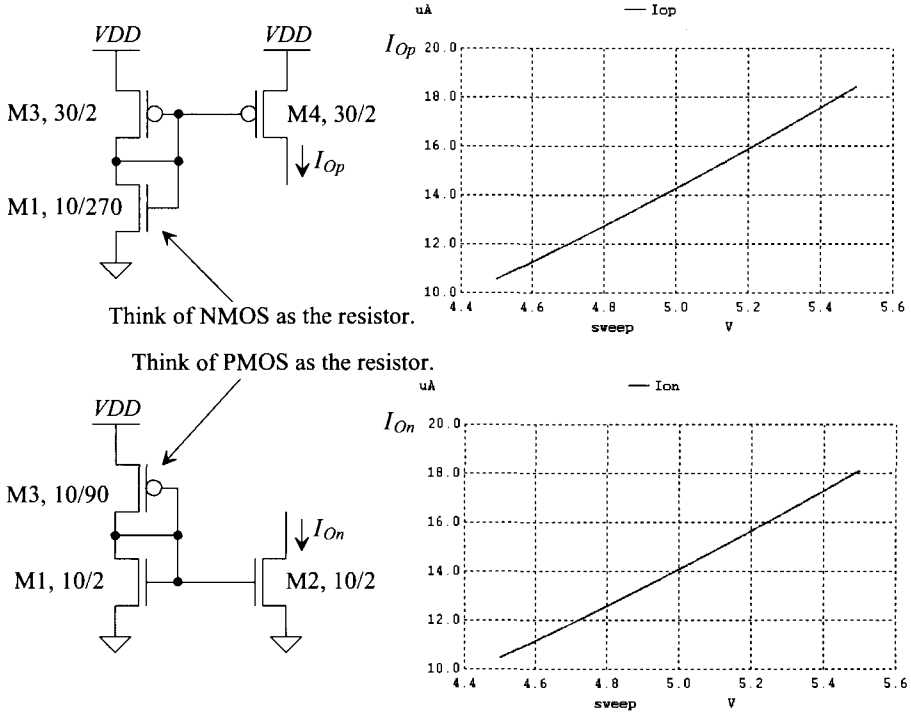 VDD
VDD
M3, 30/2
M4, 30/2
I_Op
M1, 10/270
Think of NMOS as the resistor.
uA
Iop
I_Op
20.0
18.0
16.0
14.0
12.0
10.0
4.4 4.6 4.8 5.0 5.2 5.4 5.6
sweep V
Think of PMOS as the resistor.
VDD
M3, 10/90
I_On
M1, 10/2
M2, 10/2
uA
Ion
I_On
20.0
18.0
16.0
14.0
12.0
10.0
4.4 4.6 4.8 5.0 5.2 5.4 5.6
sweep V